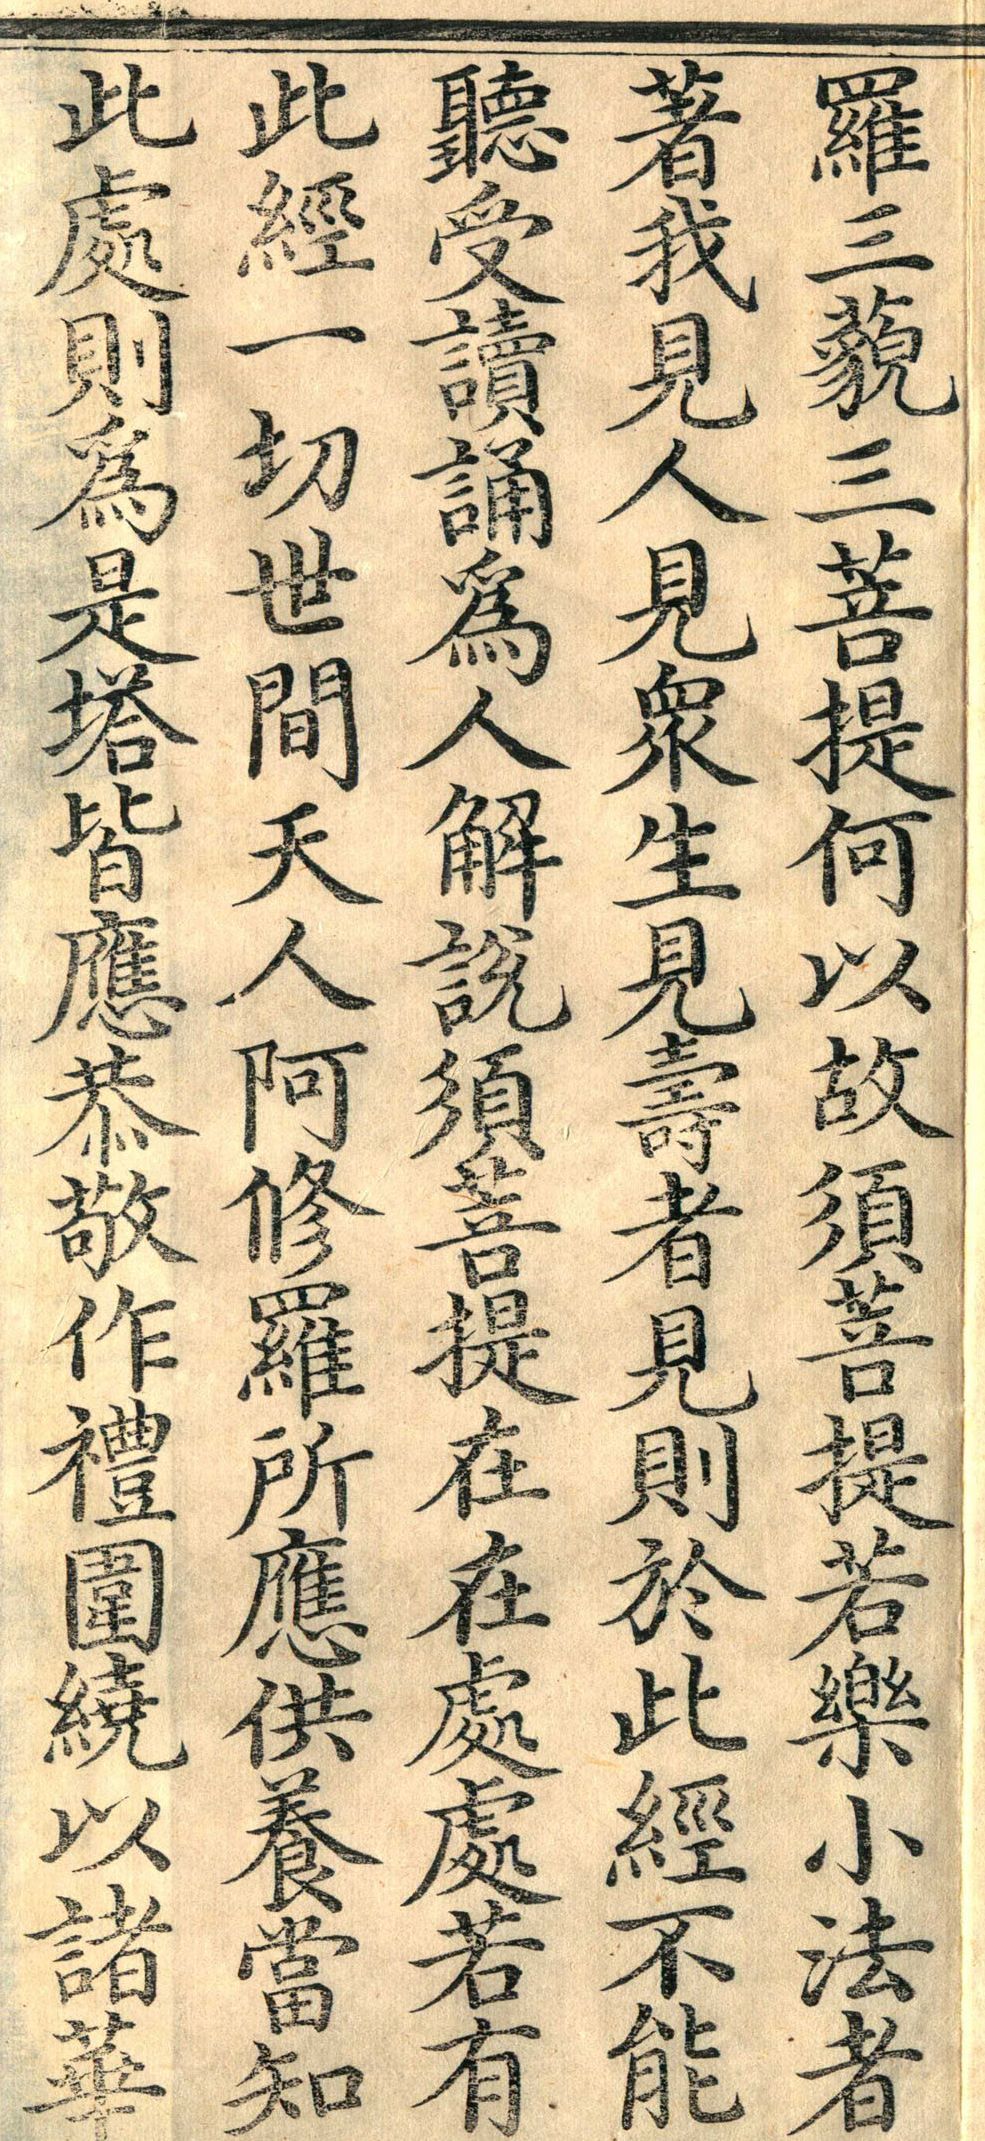 羅三藐三菩提何以故須菩提若樂小法者
著我見人見眾生見壽者見則於此經不能
聽受讀誦為人解說須菩提在在處處若有
此經一切世間天人阿修羅所應供養當知
此處則為是塔皆應恭敬作禮圍繞以諸華